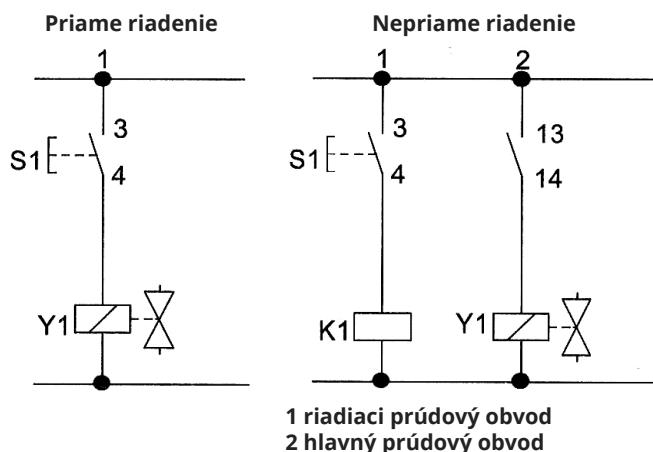 Priame riadenie
Nepriame riadenie
1
1
2
3
S1
4
3
S1
4
13
14
Y1
K1
Y1
1 riadiaci prúdový obvod
2 hlavný prúdový obvod